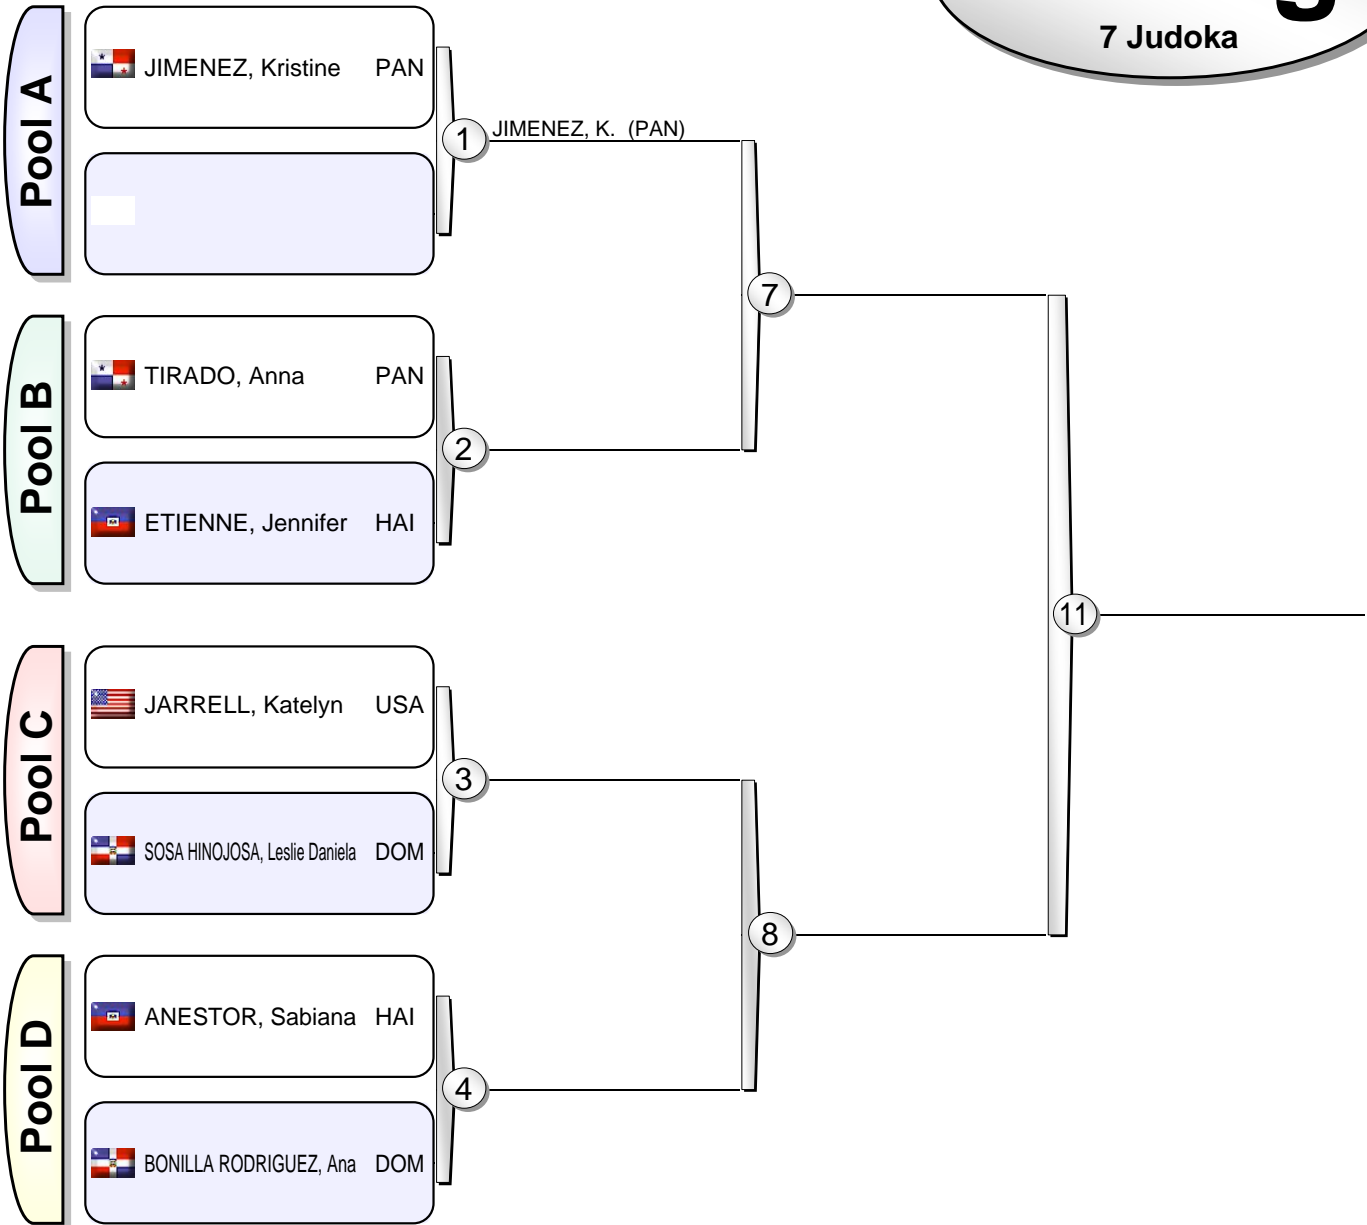 7 Judoka
Pool A
JIMENEZ, Kristine PAN
1
JIMENEZ, K. (PAN)
7
Pool B
TIRADO, Anna PAN
2
ETIENNE, Jennifer HAI
11
Pool C
JARRELL, Katelyn USA
3
SOSA HINOJOSA, Leslie Daniela DOM
8
Pool D
ANESTOR, Sabiana HAI
4
BONILLA RODRIGUEZ, Ana DOM